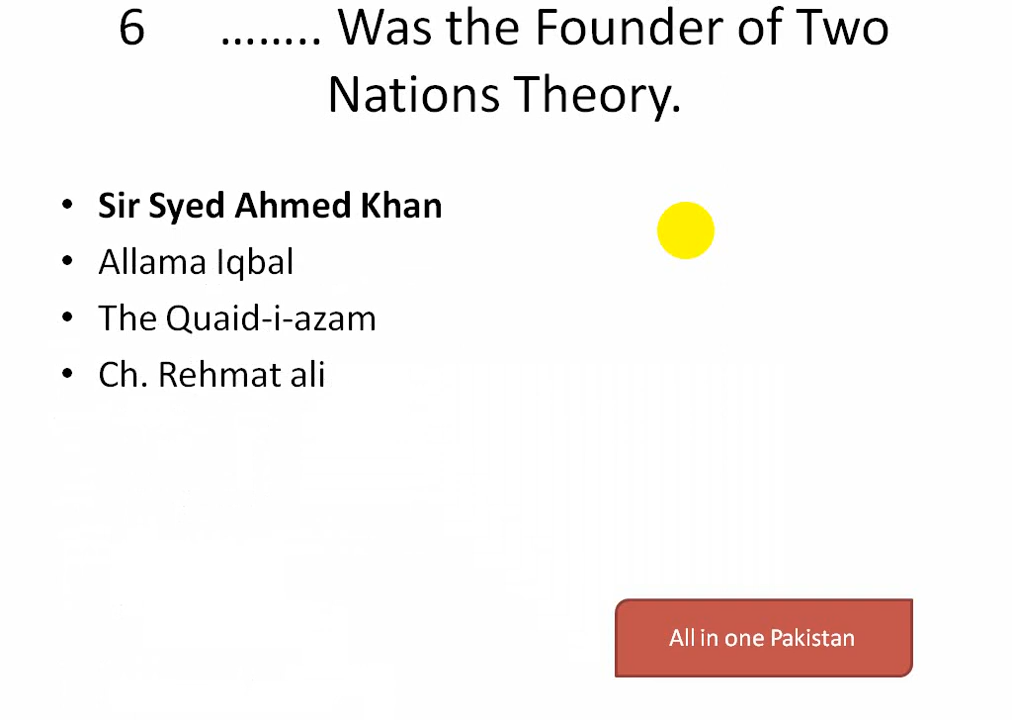 6 ........ Was the Founder of Two
Nations Theory.
• Sir Syed Ahmed Khan
• Allama Iqbal
• The Quaid-i-azam
• Ch. Rehmat ali
All in one Pakistan